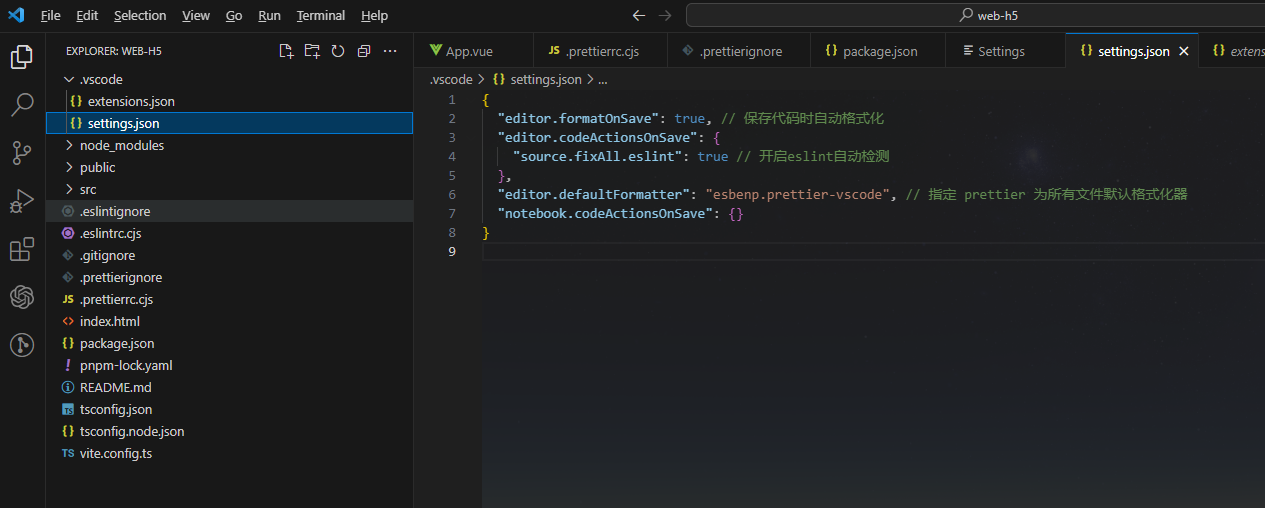 File Edit Selection View Go Run Terminal Help
web-h5
EXPLORER: WEB-H5
App.vue
.prettierrc.cjs
.prettierignore
package.json
Settings
settings.json
exten
.vscode > settings.json > ...
.vscode
extensions.json
settings.json
node_modules
public
src
.eslintignore
.eslintrc.cjs
.gitignore
.prettierignore
.prettierrc.cjs
index.html
package.json
pnpm-lock.yaml
README.md
tsconfig.json
tsconfig.node.json
vite.config.ts
1 {
2 "editor.formatOnSave": true, // 保存代码时自动格式化
3 "editor.codeActionsOnSave": {
4 "source.fixAll.eslint": true // 开启eslint自动检测
5 },
6 "editor.defaultFormatter": "esbenp.prettier-vscode", // 指定 prettier 为所有文件默认格式化器
7 "notebook.codeActionsOnSave": {}
8 }
9